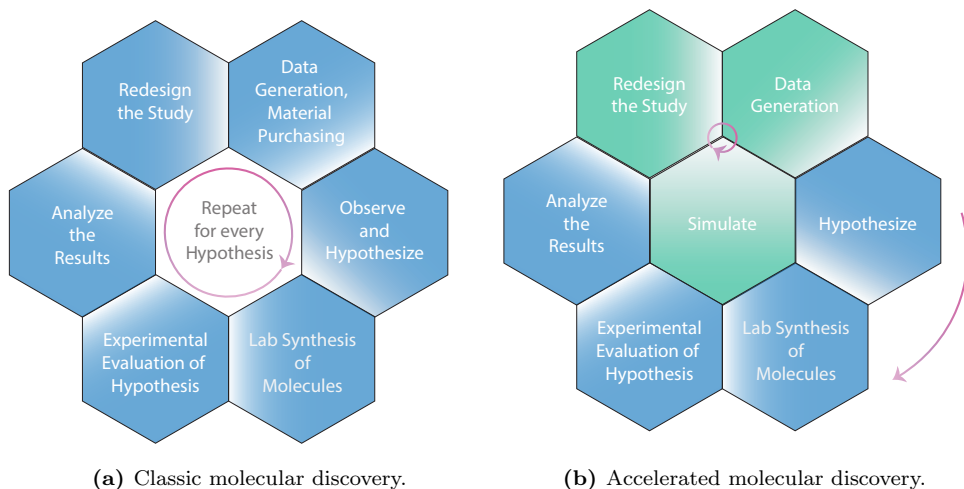 Redesign
the Study
Data
Generation,
Material
Purchasing
Analyze
the
Results
Repeat
for every
Hypothesis
Observe
and
Hypothesize
Experimental
Evaluation of
Hypothesis
Lab Synthesis
of
Molecules
(a) Classic molecular discovery.
Redesign
the Study
Data
Generation
Analyze
the
Results
Simulate
Hypothesize
Experimental
Evaluation of
Hypothesis
Lab Synthesis
of
Molecules
(b) Accelerated molecular discovery.